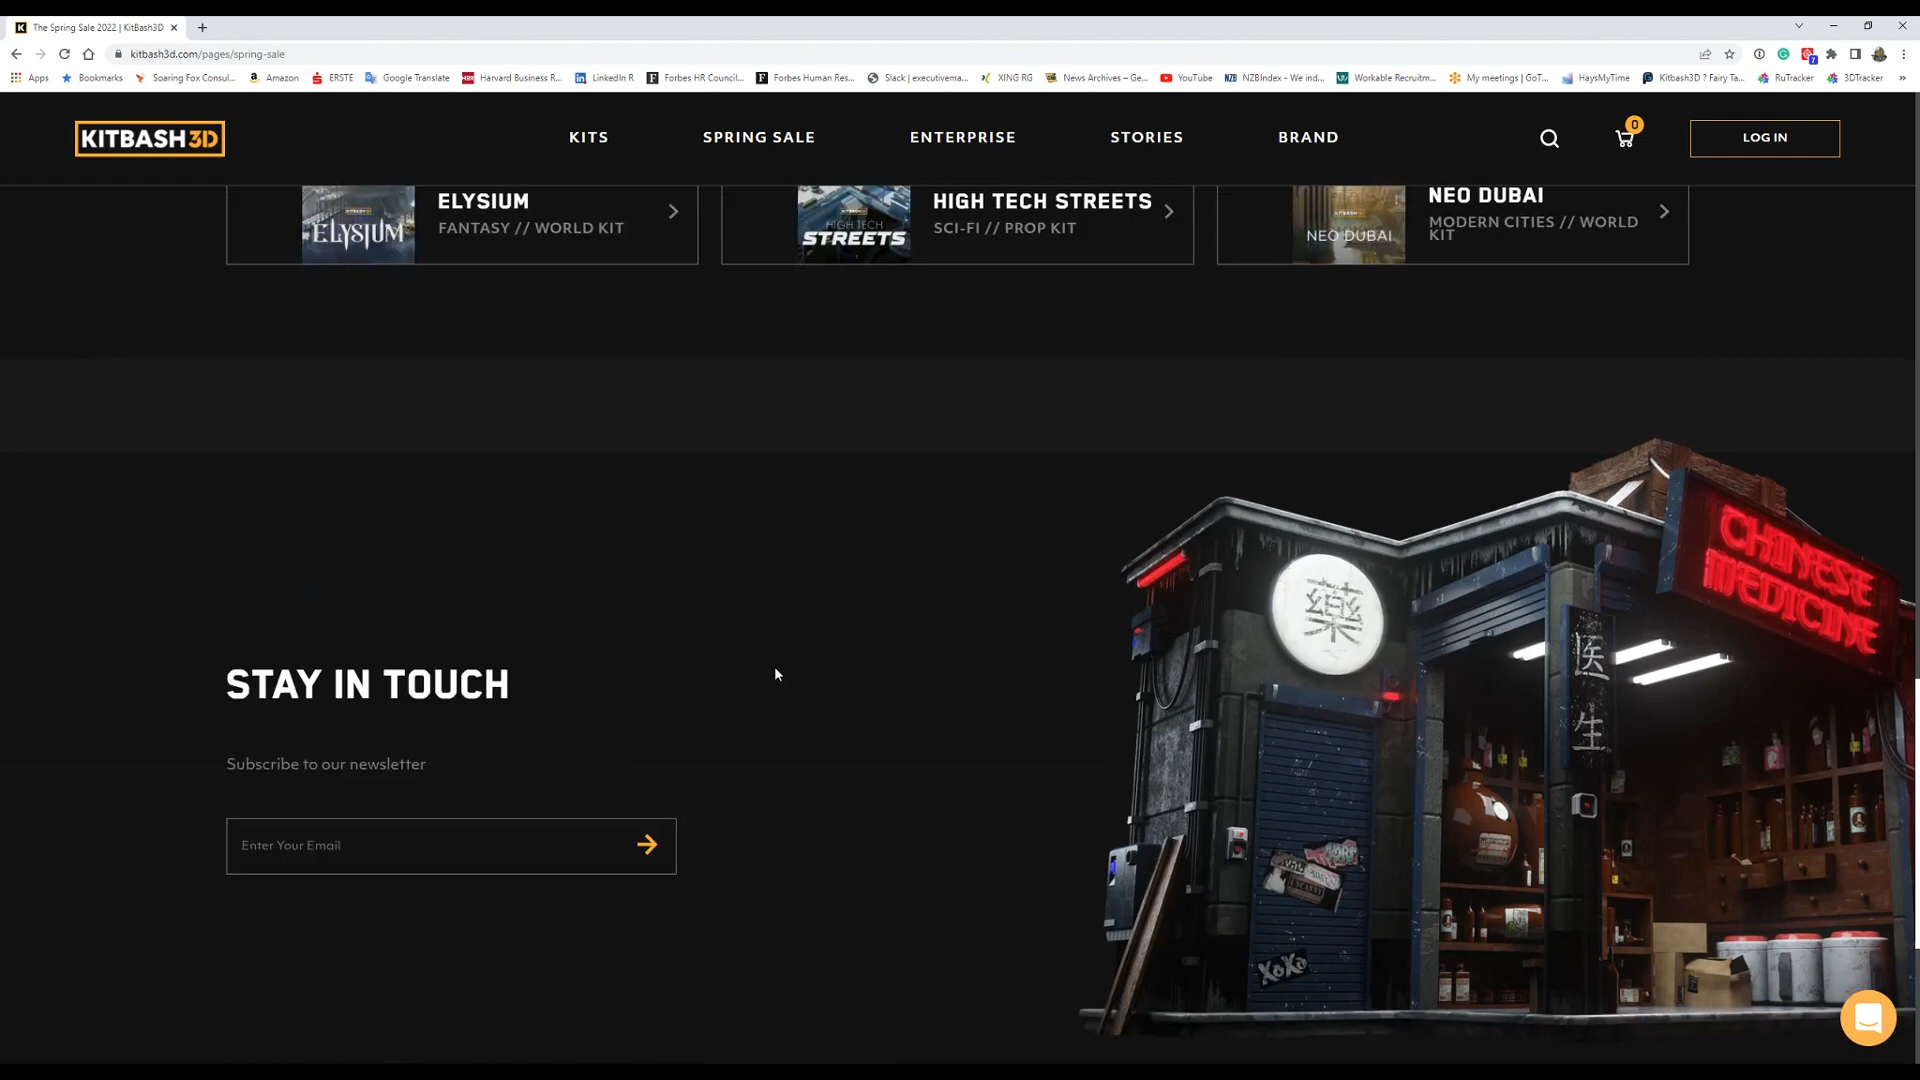 The Spring Sale 2022 | KitBash3D
kitbash3d.com/pages/spring-sale
Apps
Bookmarks
Soaring Fox Consul...
Amazon
ERSTE
Google Translate
Harvard Business R...
LinkedIn R
Forbes HR Council...
Forbes Human Res...
Slack | executivema...
XING RG
News Archives – Ge...
YouTube
NZBIndex - We ind...
Workable Recruitm...
My meetings | GoT...
HaysMyTime
Kitbash3D ? Fairy Ta...
RuTracker
3DTracker
KITBASH3D
KITS
SPRING SALE
ENTERPRISE
STORIES
BRAND
0
LOG IN
ELYSIUM
ELYSIUM
FANTASY // WORLD KIT
HIGH TECH
STREETS
HIGH TECH STREETS
SCI-FI // PROP KIT
NEO DUBAI
NEO DUBAI
MODERN CITIES // WORLD
KIT
STAY IN TOUCH
Subscribe to our newsletter
Enter Your Email
藥
CHINESE
MEDICINE
医
生
XOXO